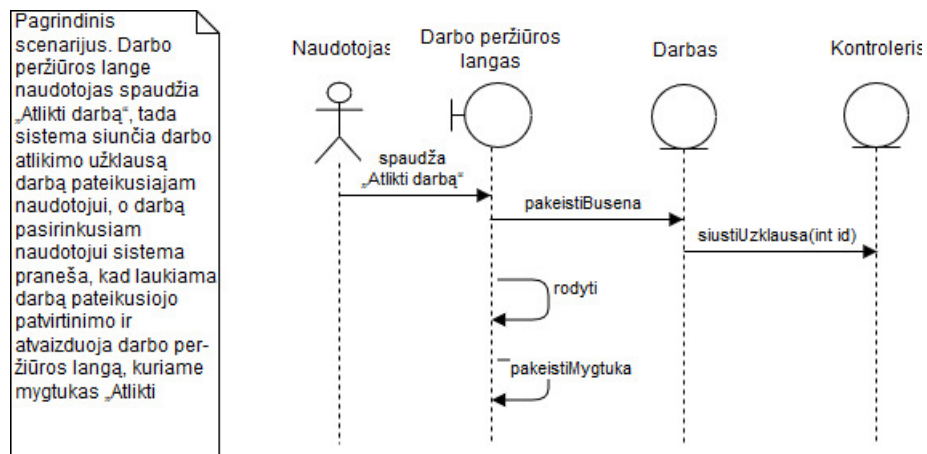 Pagrindinis
scenarijus. Darbo
peržiūros lange
naudotojas spaudžia
„Atlikti darbą“, tada
sistema siunčia darbo
atlikimo užklausą
darbą pateikusiajam
naudotojui, o darbą
pasirinkusiam
naudotojui sistema
praneša, kad laukiama
darbą pateikusiojo
patvirtinimo ir
atvaizduoja darbo per-
žiūros langą, kuriame
mygtukas „Atlikti
Naudotojas
Darbo peržiūros
langas
Darbas
Kontroleris
spaudža
„Atlikti darbą“
pakeistiBusena
siustiUzklausa(int id)
rodyti
pakeistiMygtuka